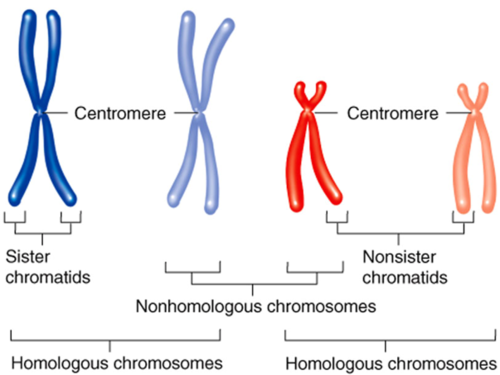 Centromere
Centromere
Sister
chromatids
Nonsister
chromatids
Nonhomologous chromosomes
Homologous chromosomes
Homologous chromosomes